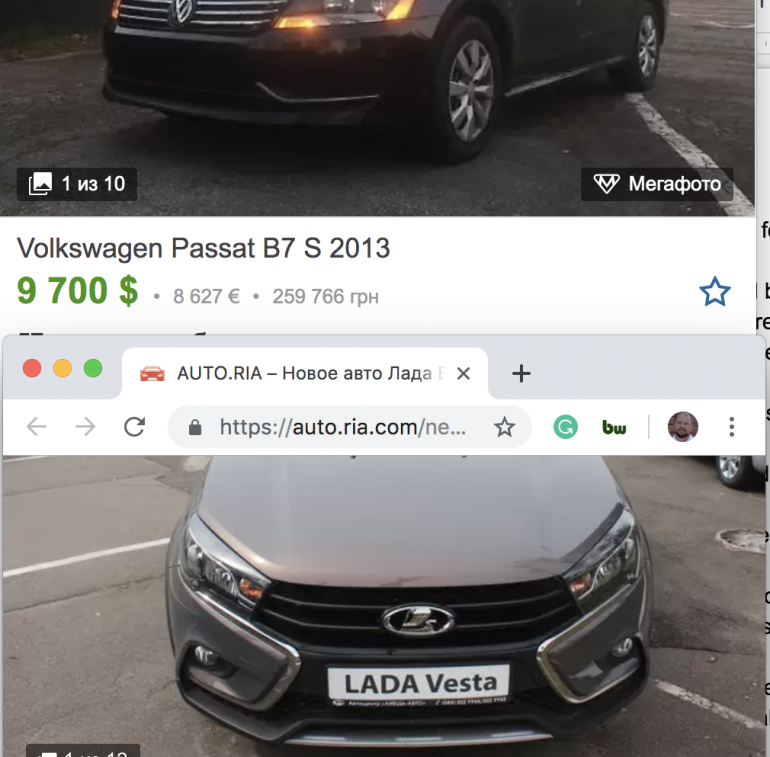 1 из 10
Мегафото
Volkswagen Passat B7 S 2013
9 700 $ • 8 627 € • 259 766 грн
AUTO.RIA – Новое авто Лада
https://auto.ria.com/ne...
bw
LADA Vesta